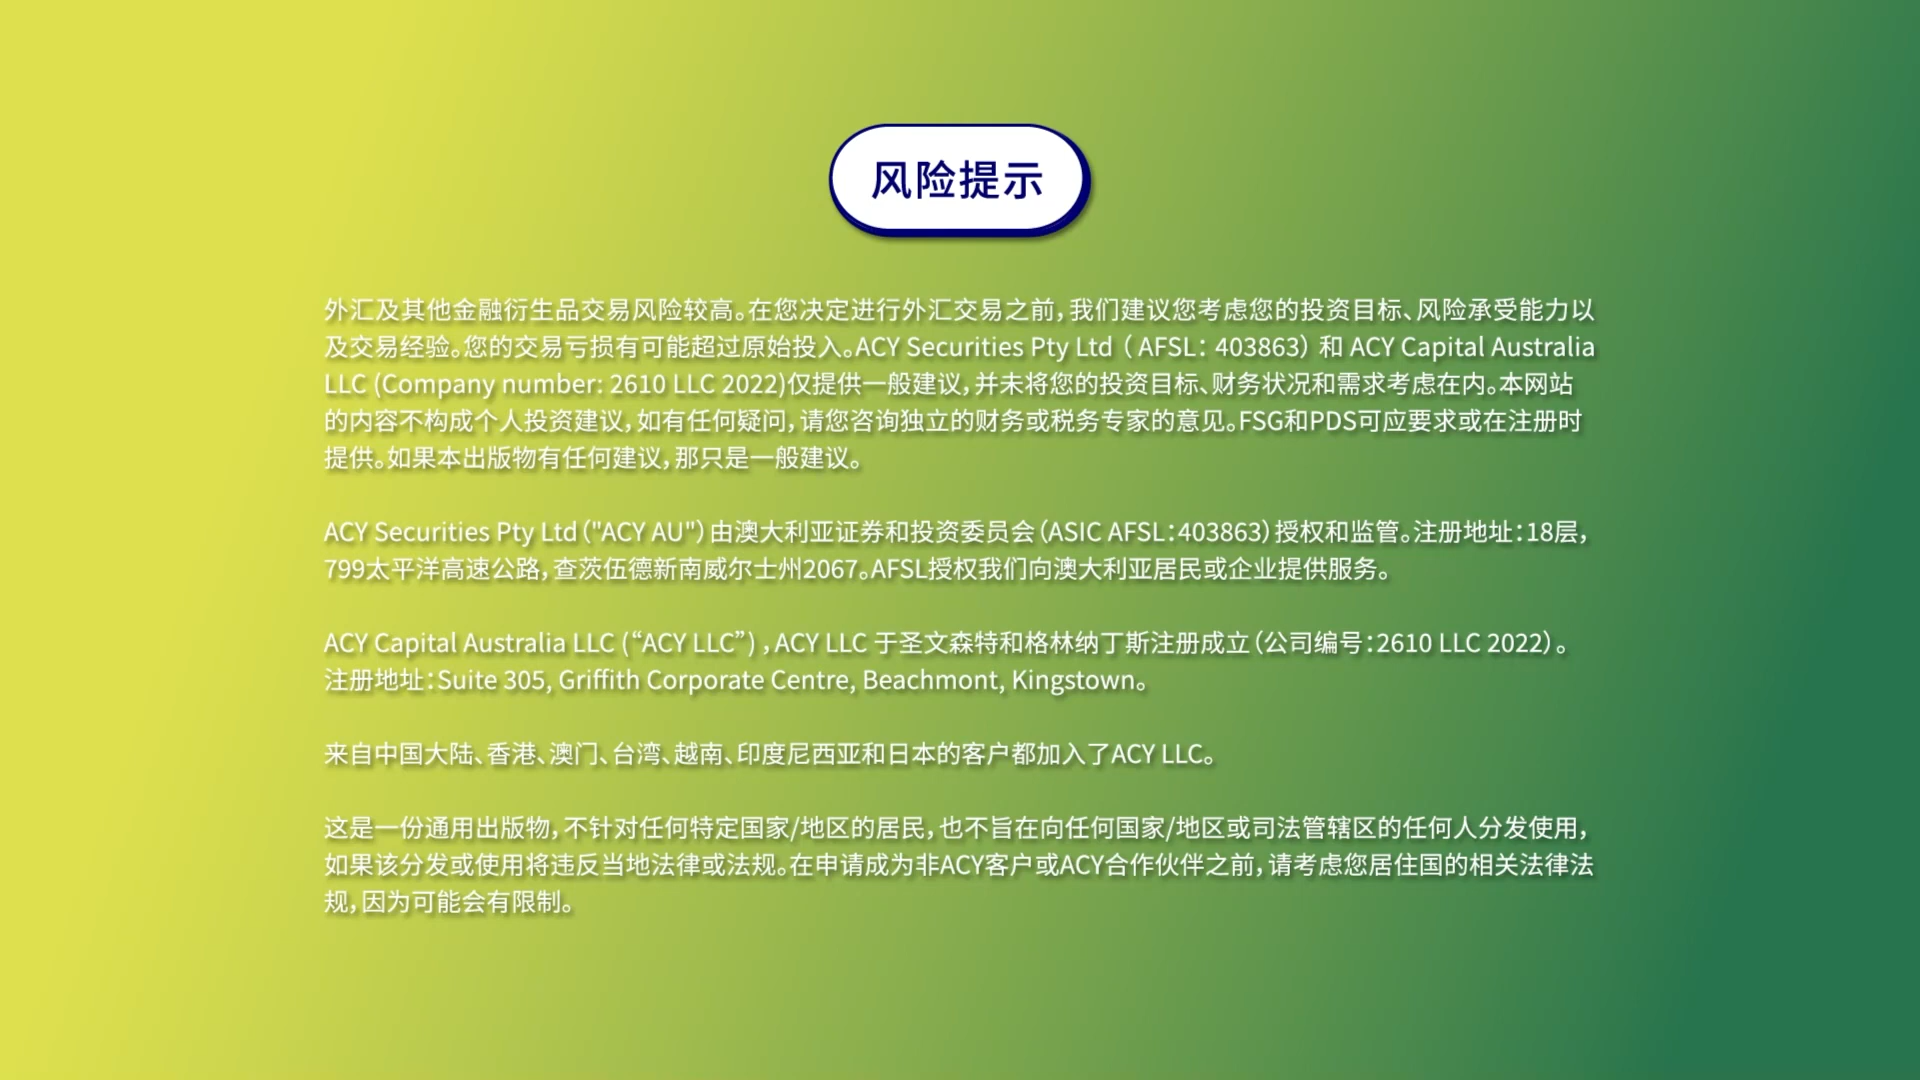 风险提示
外汇及其他金融衍生品交易风险较高。在您决定进行外汇交易之前，我们建议您考虑您的投资目标、风险承受能力以
及交易经验。您的交易亏损有可能超过原始投入。ACY Securities Pty Ltd（ AFSL：403863）和 ACY Capital Australia
LLC (Company number: 2610 LLC 2022)仅提供一般建议，并未将您的投资目标、财务状况和需求考虑在内。本网站
的内容不构成个人投资建议，如有任何疑问，请您咨询独立的财务或税务专家的意见。FSG和PDS可应要求或在注册时
提供。如果本出版物有任何建议，那只是一般建议。
ACY Securities Pty Ltd（"ACY AU"）由澳大利亚证券和投资委员会（ASIC AFSL：403863）授权和监管。注册地址：18层，
799太平洋高速公路，查茨伍德新南威尔士州2067。AFSL授权我们向澳大利亚居民或企业提供服务。
ACY Capital Australia LLC (“ACY LLC”) ，ACY LLC 于圣文森特和格林纳丁斯注册成立（公司编号：2610 LLC 2022）。
注册地址：Suite 305, Griffith Corporate Centre, Beachmont, Kingstown。
来自中国大陆、香港、澳门、台湾、越南、印度尼西亚和日本的客户都加入了ACY LLC。
这是一份通用出版物，不针对任何特定国家/地区的居民，也不旨在向任何国家/地区或司法管辖区的任何人分发使用，
如果该分发或使用将违反当地法律或法规。在申请成为非ACY客户或ACY合作伙伴之前，请考虑您居住国的相关法律法
规，因为可能会有限制。